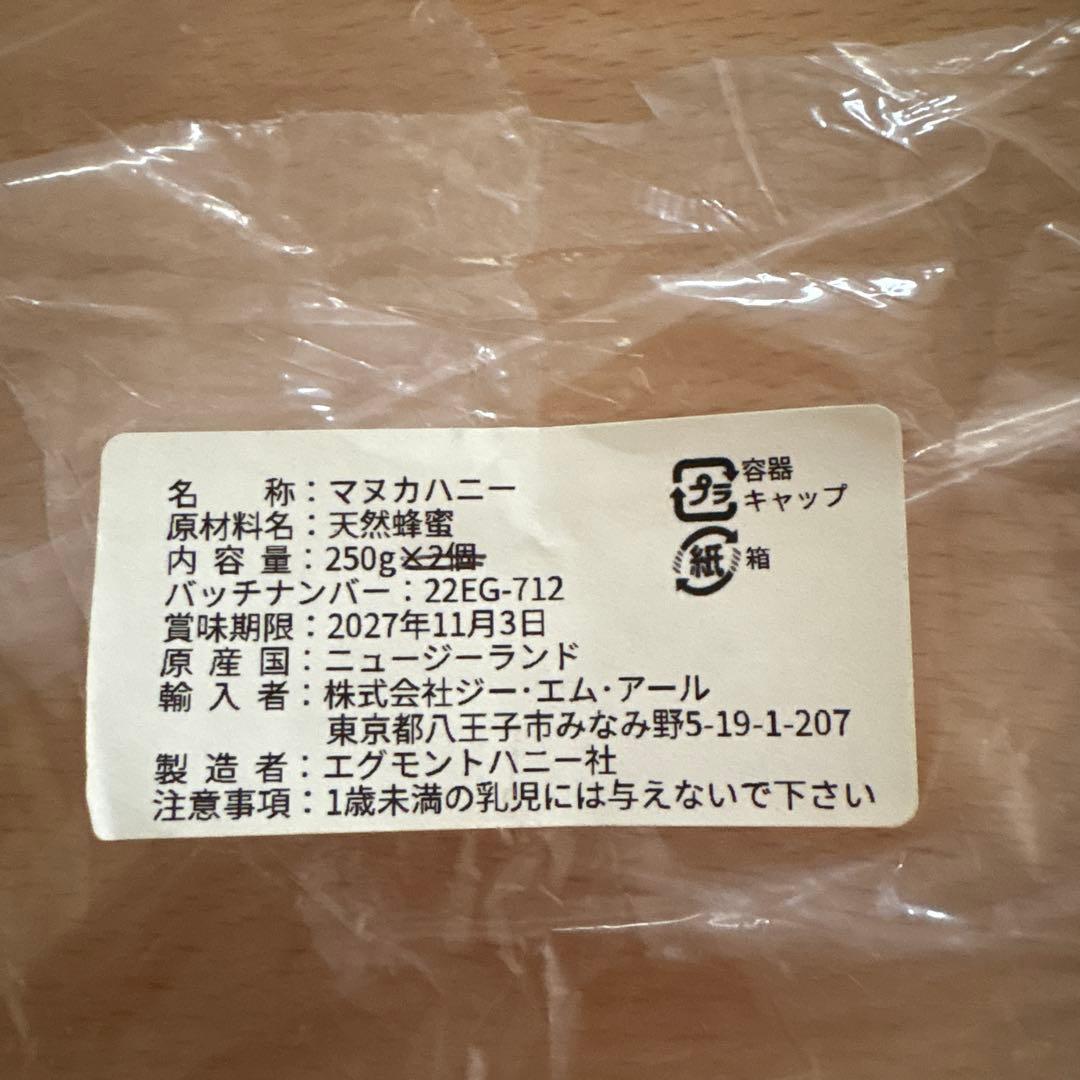 名　　称：マヌカハニー
原材料名：天然蜂蜜
内 容 量：250g×2個
バッチナンバー：22EG-712
賞味期限：2027年11月3日
原 産 国：ニュージーランド
輸 入 者：株式会社ジー・エム・アール
東京都八王子市みなみ野5-19-1-207
製 造 者：エグモントハニー社
注意事項：1歳未満の乳児には与えないで下さい
プラ 容器
キャップ
紙 箱